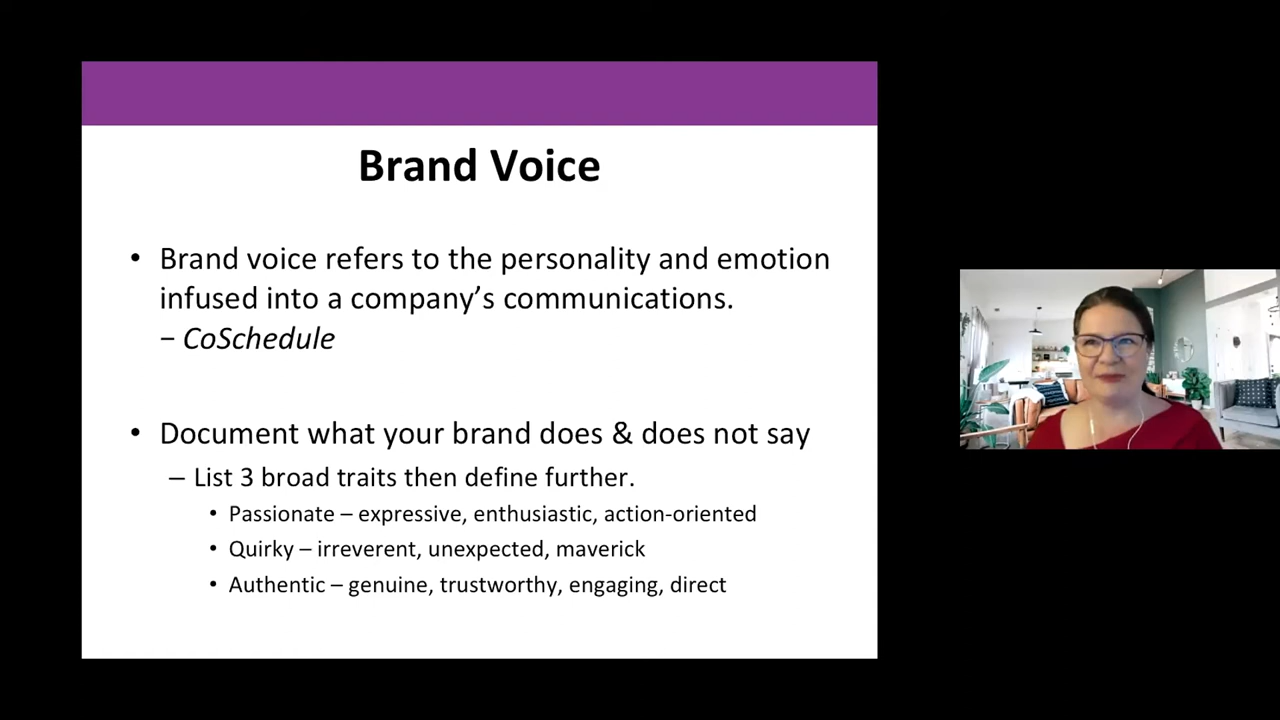 Brand Voice
• Brand voice refers to the personality and emotion
infused into a company’s communications.
− CoSchedule
• Document what your brand does & does not say
– List 3 broad traits then define further.
• Passionate – expressive, enthusiastic, action-oriented
• Quirky – irreverent, unexpected, maverick
• Authentic – genuine, trustworthy, engaging, direct